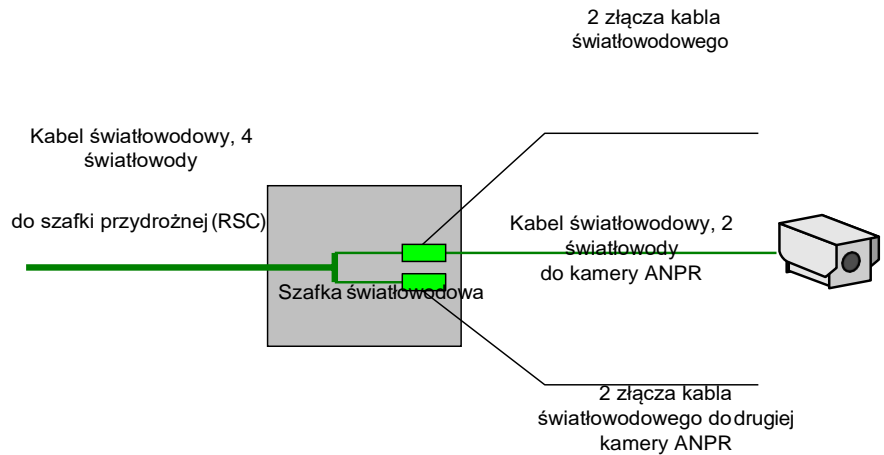 2 złącza kabla
światłowodowego
Kabel światłowodowy, 4
światłowody
do szafki przydrożnej (RSC)
Kabel światłowodowy, 2
światłowody
do kamery ANPR
Szafka światłowodowa
2 złącza kabla
światłowodowego do drugiej
kamery ANPR